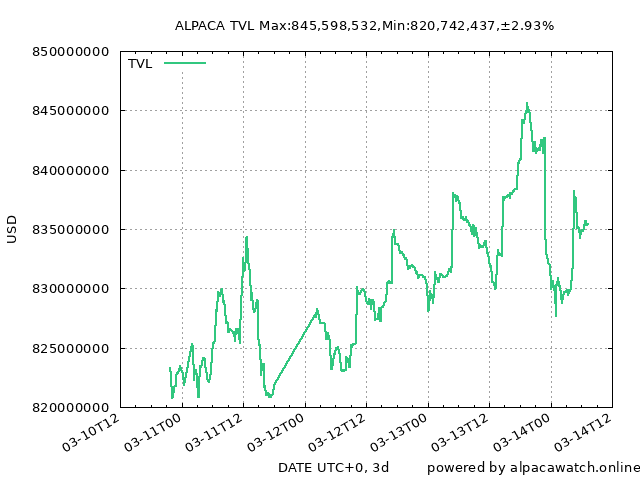 ALPACA TVL Max:845,598,532,Min:820,742,437,±2.93%
850000000
TVL
845000000
840000000
835000000
USD
830000000
825000000
820000000
03-10T12 03-11T00 03-11T12 03-12T00 03-12T12 03-13T00 03-13T12 03-14T00 03-14T12
DATE UTC+0, 3d powered by alpacawatch.online